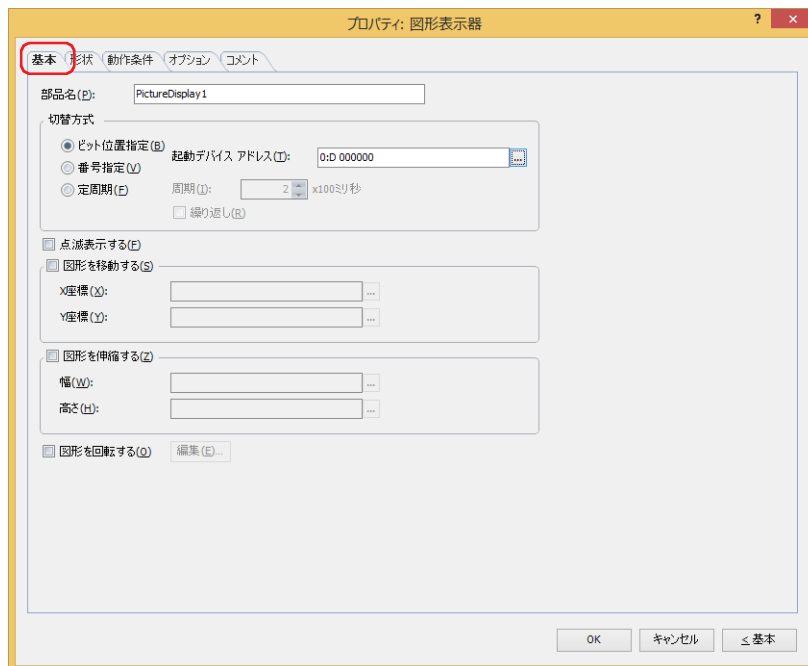 プロパティ: 図形表示器 ? ×
基本 形状 動作条件 オプション コメント
部品名(P): PictureDisplay1
切替方式
ビット位置指定(B)
起動デバイス アドレス(T): 0:D 000000 ...
番号指定(V)
定周期(F) 周期(I): 2 x100ミリ秒
繰り返し(R)
点滅表示する(F)
図形を移動する(S)
X座標(X): ...
Y座標(Y): ...
図形を伸縮する(Z)
幅(W): ...
高さ(H): ...
図形を回転する(O) 編集(E)...
OK キャンセル < 基本